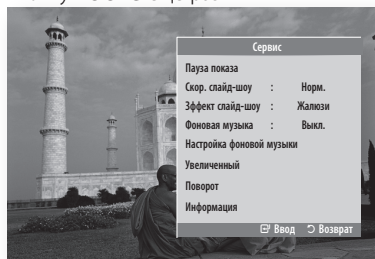 Сервис
Пауза показа
Скор. слайд-шоу : Норм.
Эффект слайд-шоу : Жалюзи
Фоновая музыка : Выкл.
Настройка фоновой музыки
Увеличенный
Поворот
Информация
Ввод Возврат